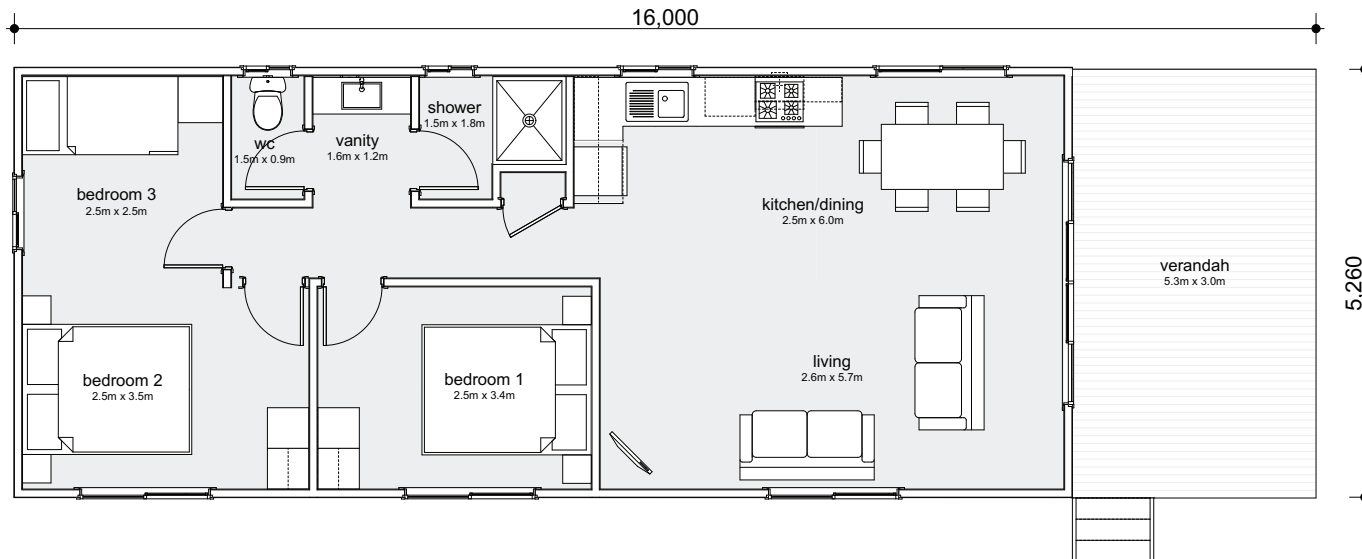 16,000
shower
1.5m x 1.8m
wc
1.5m x 0.9m
vanity
1.6m x 1.2m
bedroom 3
2.5m x 2.5m
kitchen/dining
2.5m x 6.0m
verandah
5.3m x 3.0m
5,260
living
2.6m x 5.7m
bedroom 2
2.5m x 3.5m
bedroom 1
2.5m x 3.4m